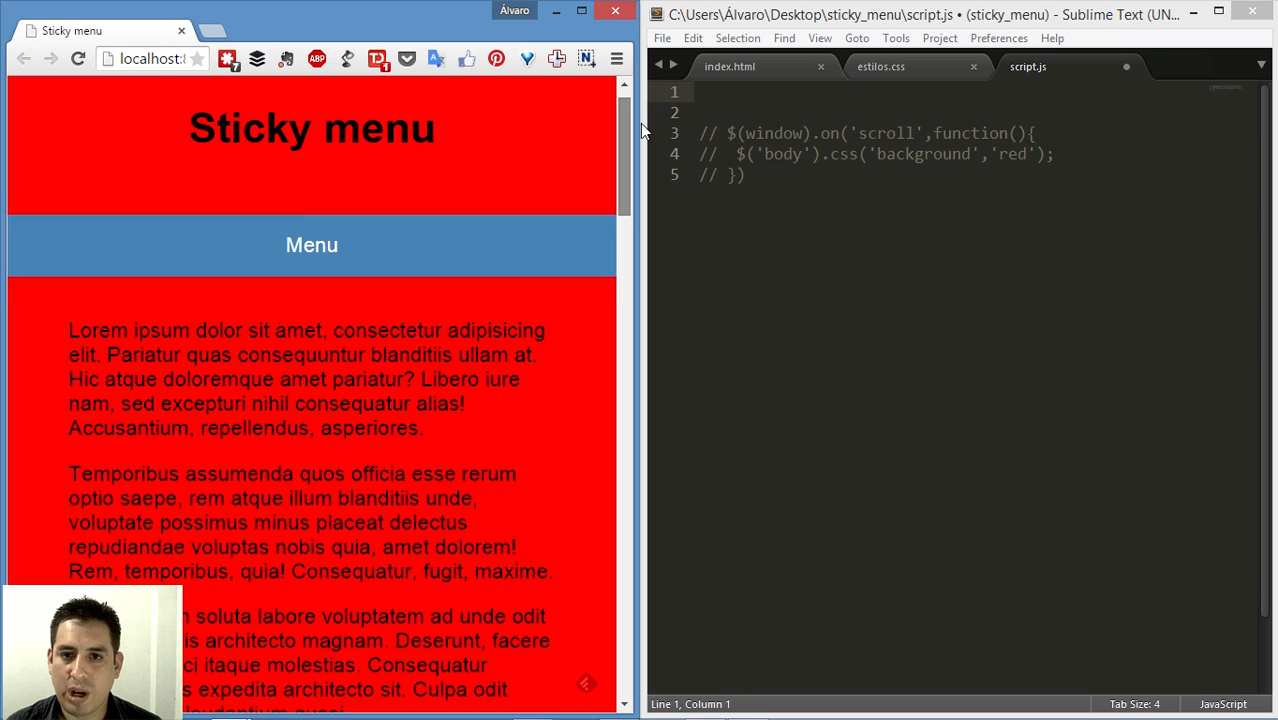 Álvaro
Sticky menu
localhost:8
7
ABP
TD
1
N
Sticky menu
Menu
Lorem ipsum dolor sit amet, consectetur adipisicing
elit. Pariatur quas consequuntur blanditiis ullam at.
Hic atque doloremque amet pariatur? Libero iure
nam, sed excepturi nihil consequatur alias!
Accusantium, repellendus, asperiores.
Temporibus assumenda quos officia esse rerum
optio saepe, rem atque illum blanditiis unde,
voluptate possimus minus placeat delectus
repudiandae voluptas nobis quia, amet dolorem!
Rem, temporibus, quia! Consequatur, fugit, maxime.
soluta labore voluptatem ad unde odit
architecto magnam. Deserunt, facere
itaque molestias. Consequatur
expedita architecto sit. Culpa odit
C:\Users\Álvaro\Desktop\sticky_menu\script.js • (sticky_menu) - Sublime Text (UN...
File Edit Selection Find View Goto Tools Project Preferences Help
index.html estilos.css script.js
1
2
3 // $(window).on('scroll',function(){
4 // $('body').css('background','red');
5 // })
Line 1, Column 1 Tab Size: 4 JavaScript